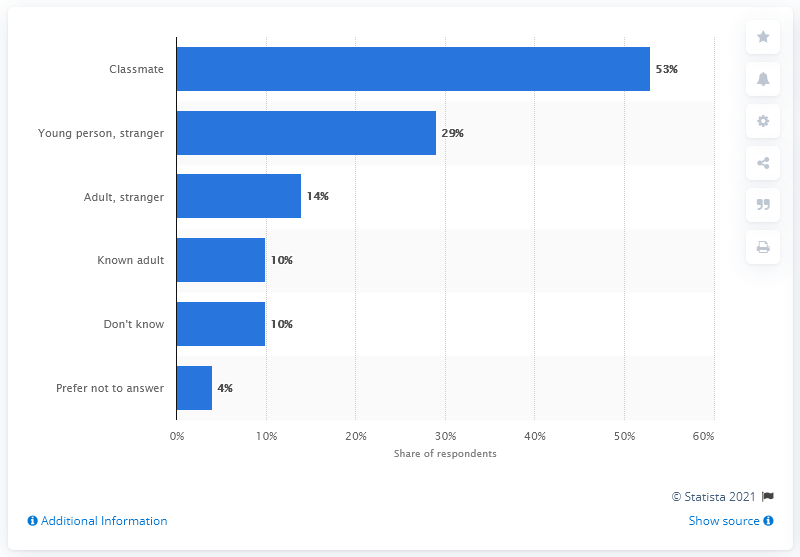 Classmate 53%
Young person, stranger 29%
Adult, stranger 14%
Known adult 10%
Don't know 10%
Prefer not to answer 4%
0% 10% 20% 30% 40% 50% 60%
Share of respondents
© Statista 2021
Additional Information Show source